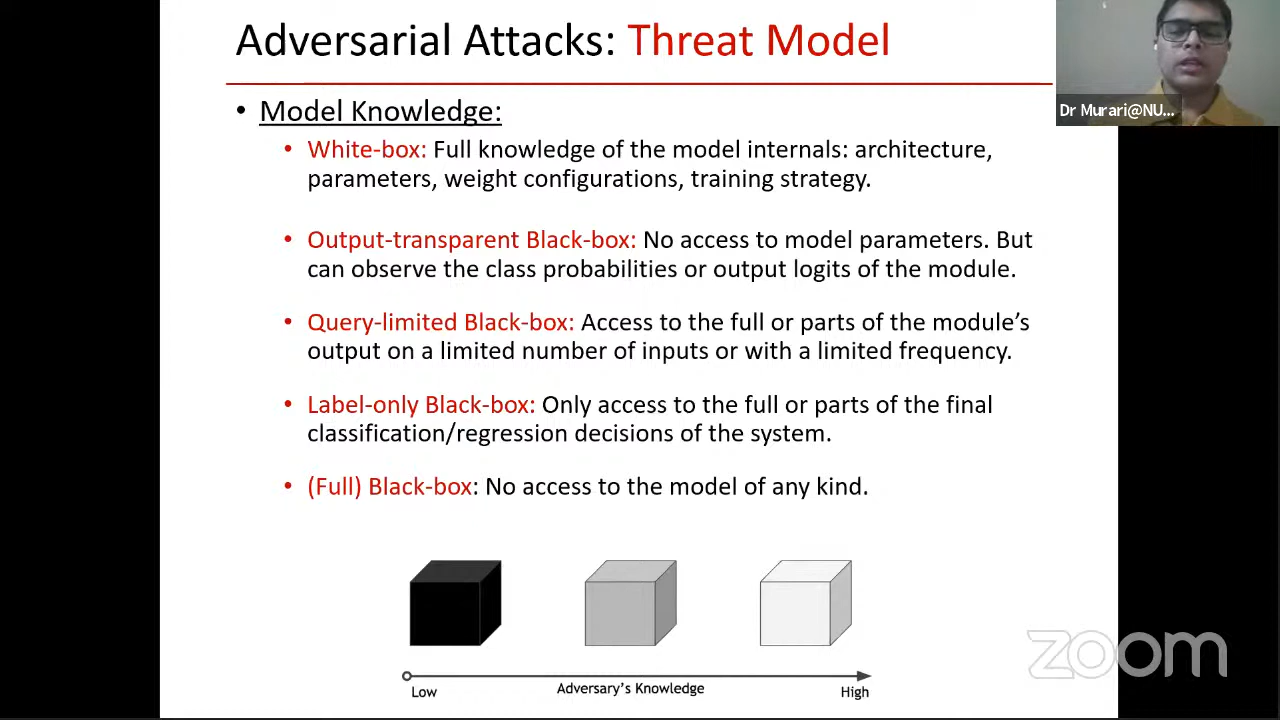 Adversarial Attacks: Threat Model
Dr Murari@NU...
• Model Knowledge:
• White-box: Full knowledge of the model internals: architecture,
parameters, weight configurations, training strategy.
• Output-transparent Black-box: No access to model parameters. But
can observe the class probabilities or output logits of the module.
• Query-limited Black-box: Access to the full or parts of the module's
output on a limited number of inputs or with a limited frequency.
• Label-only Black-box: Only access to the full or parts of the final
classification/regression decisions of the system.
• (Full) Black-box: No access to the model of any kind.
zoom
Low Adversary's Knowledge High